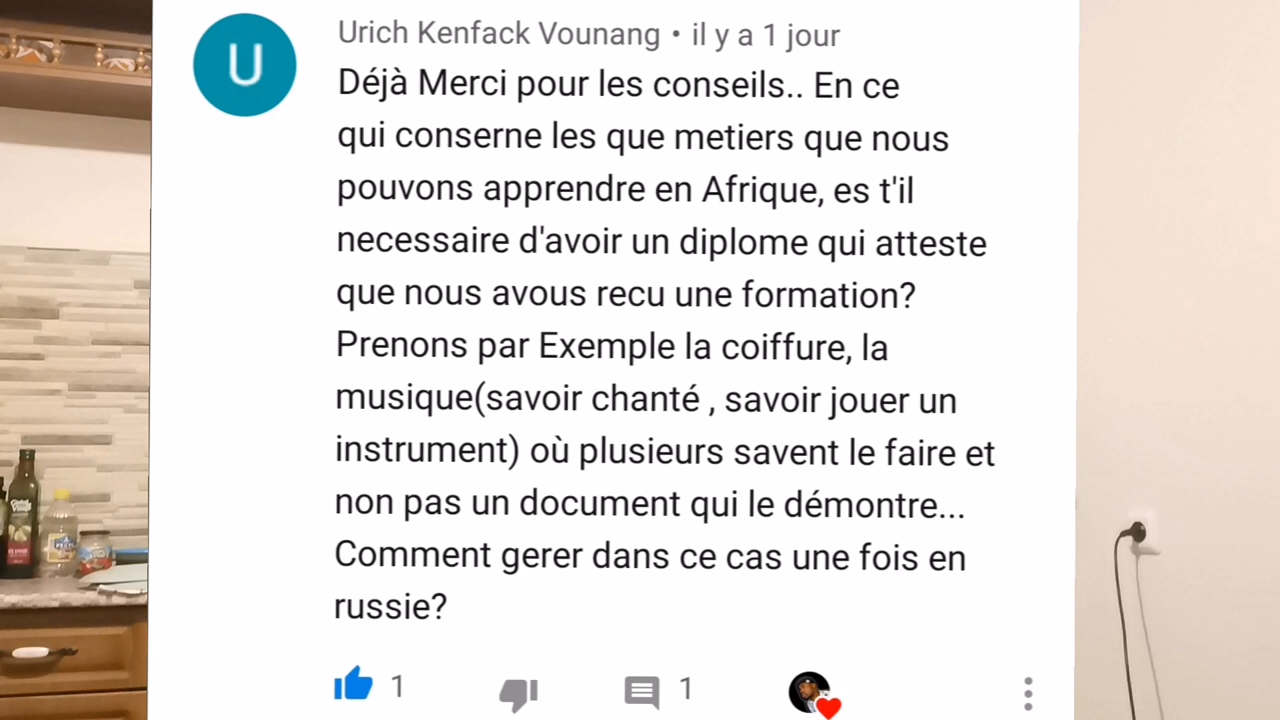 U
Urich Kenfack Vounang • il y a 1 jour
Déjà Merci pour les conseils.. En ce
qui conserne les que metiers que nous
pouvons apprendre en Afrique, es t'il
necessaire d'avoir un diplome qui atteste
que nous avous recu une formation?
Prenons par Exemple la coiffure, la
musique(savoir chanté , savoir jouer un
instrument) où plusieurs savent le faire et
non pas un document qui le démontre...
Comment gerer dans ce cas une fois en
russie?
1
1